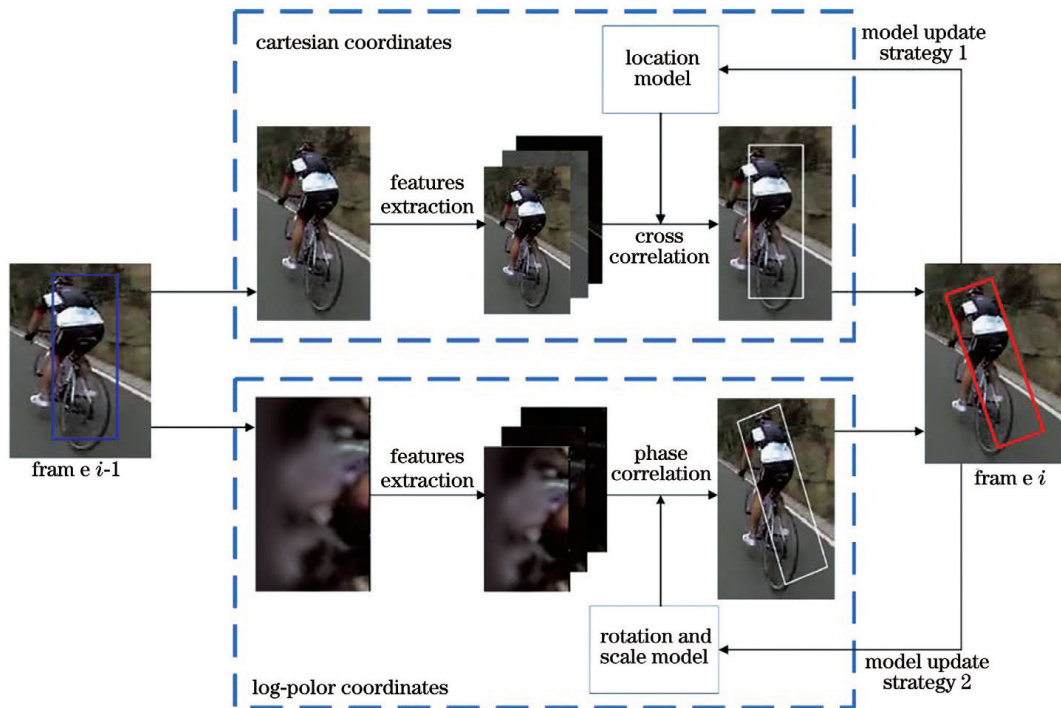 cartesian coordinates
location
model
model update
strategy 1
features
extraction
cross
correlation
fram e i-1
fram e i
features
extraction
phase
correlation
rotation and
scale model
model update
strategy 2
log-polor coordinates